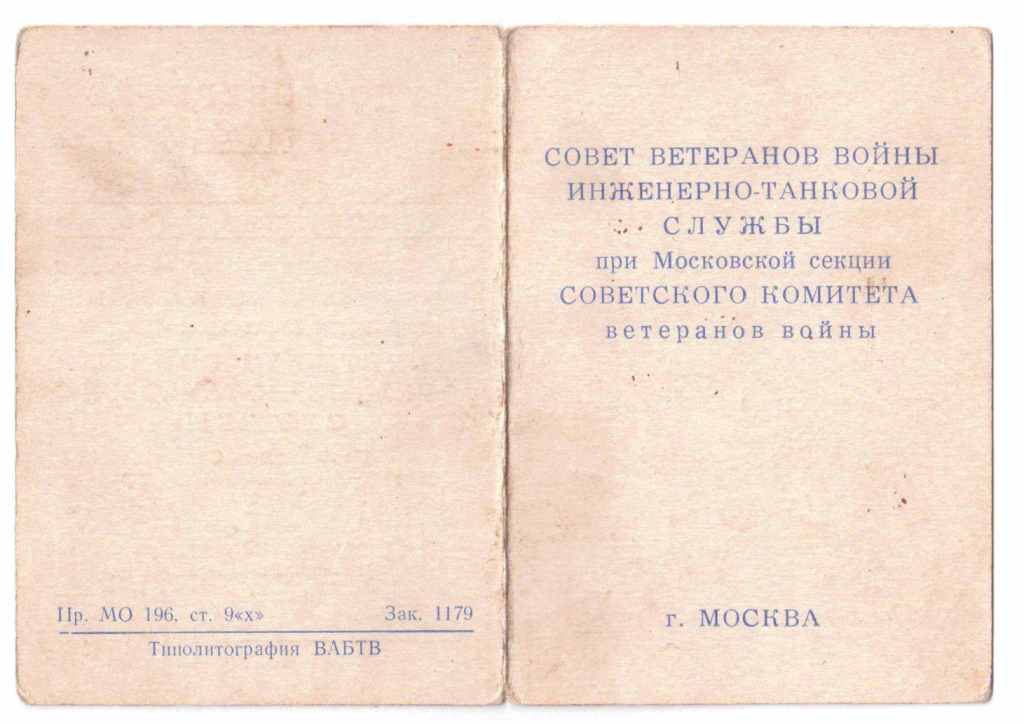 Пр. МО 196, ст. 9«х» Зак. 1179
Типолитография ВАБТВ
СОВЕТ ВЕТЕРАНОВ ВОЙНЫ
ИНЖЕНЕРНО-ТАНКОВОЙ
СЛУЖБЫ
при Московской секции
СОВЕТСКОГО КОМИТЕТА
ветеранов войны
г. МОСКВА